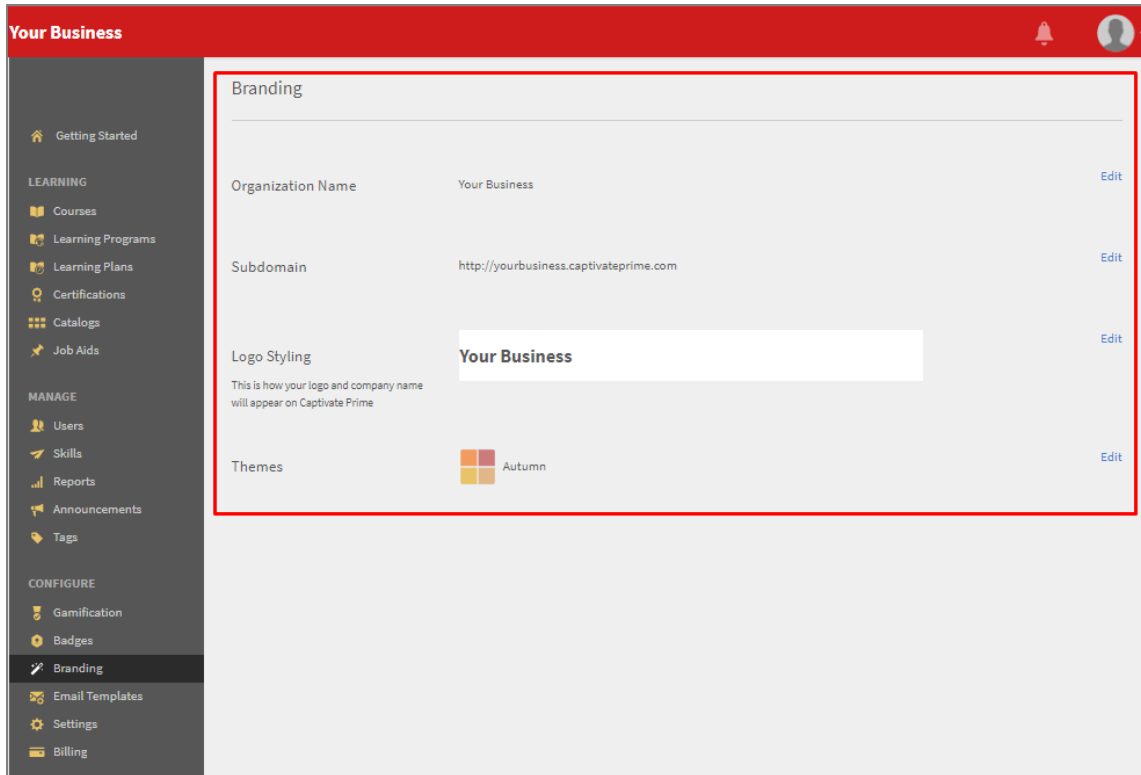 Your Business
Getting Started
LEARNING
Courses
Learning Programs
Learning Plans
Certifications
Catalogs
Job Aids
MANAGE
Users
Skills
Reports
Announcements
Tags
CONFIGURE
Gamification
Badges
Branding
Email Templates
Settings
Billing
Branding
Organization Name
Your Business
Edit
Subdomain
http://yourbusiness.captivateprime.com
Edit
Logo Styling
This is how your logo and company name
will appear on Captivate Prime
Your Business
Edit
Themes
Autumn
Edit